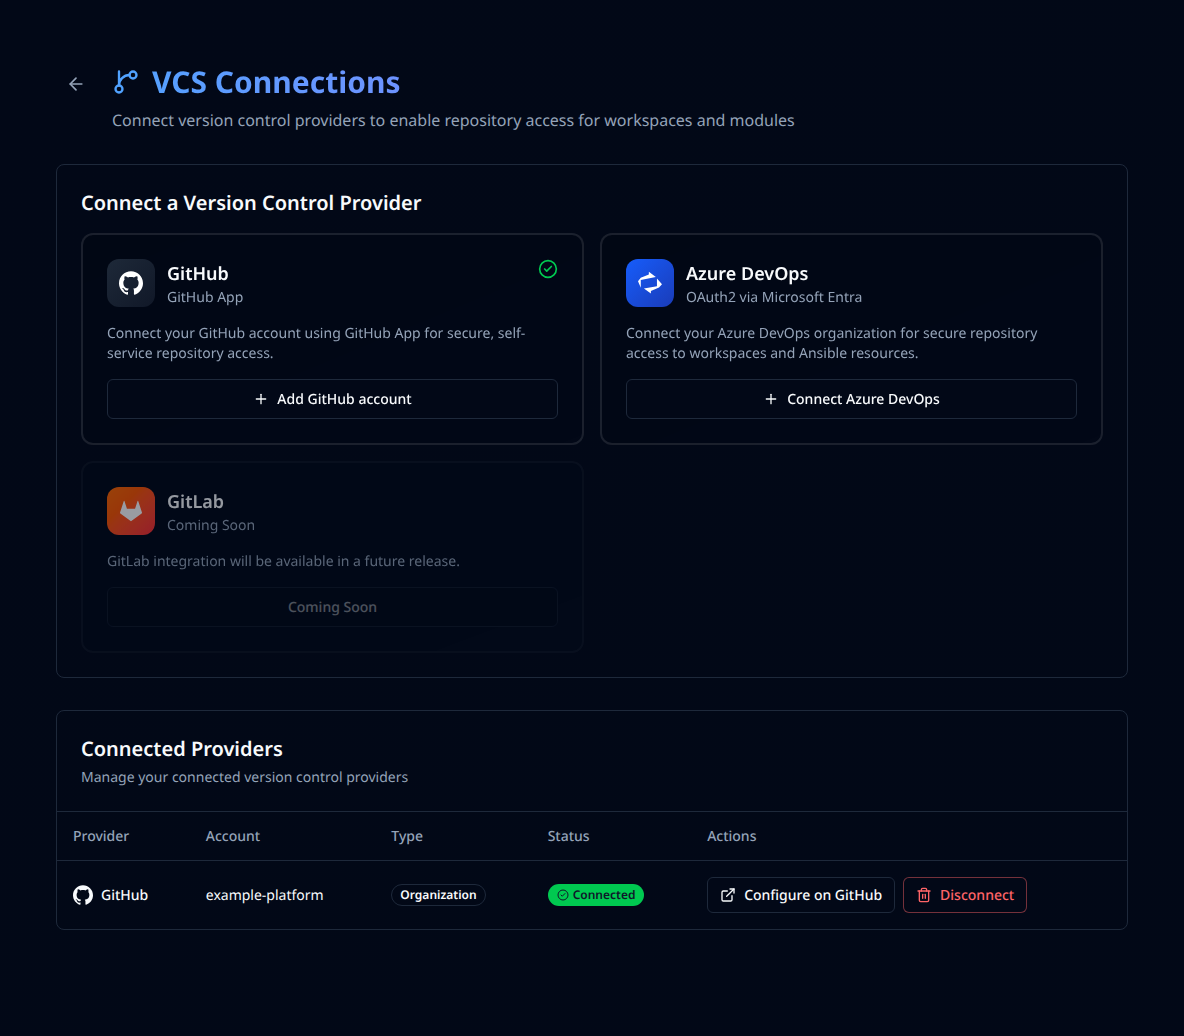 VCS Connections
Connect version control providers to enable repository access for workspaces and modules
Connect a Version Control Provider
GitHub
GitHub App
Connect your GitHub account using GitHub App for secure, self-
service repository access.
Add GitHub account
Azure DevOps
OAuth2 via Microsoft Entra
Connect your Azure DevOps organization for secure repository
access to workspaces and Ansible resources.
Connect Azure DevOps
GitLab
Coming Soon
GitLab integration will be available in a future release.
Coming Soon
Connected Providers
Manage your connected version control providers
Provider Account Type Status Actions
GitHub example-platform Organization Connected Configure on GitHub Disconnect